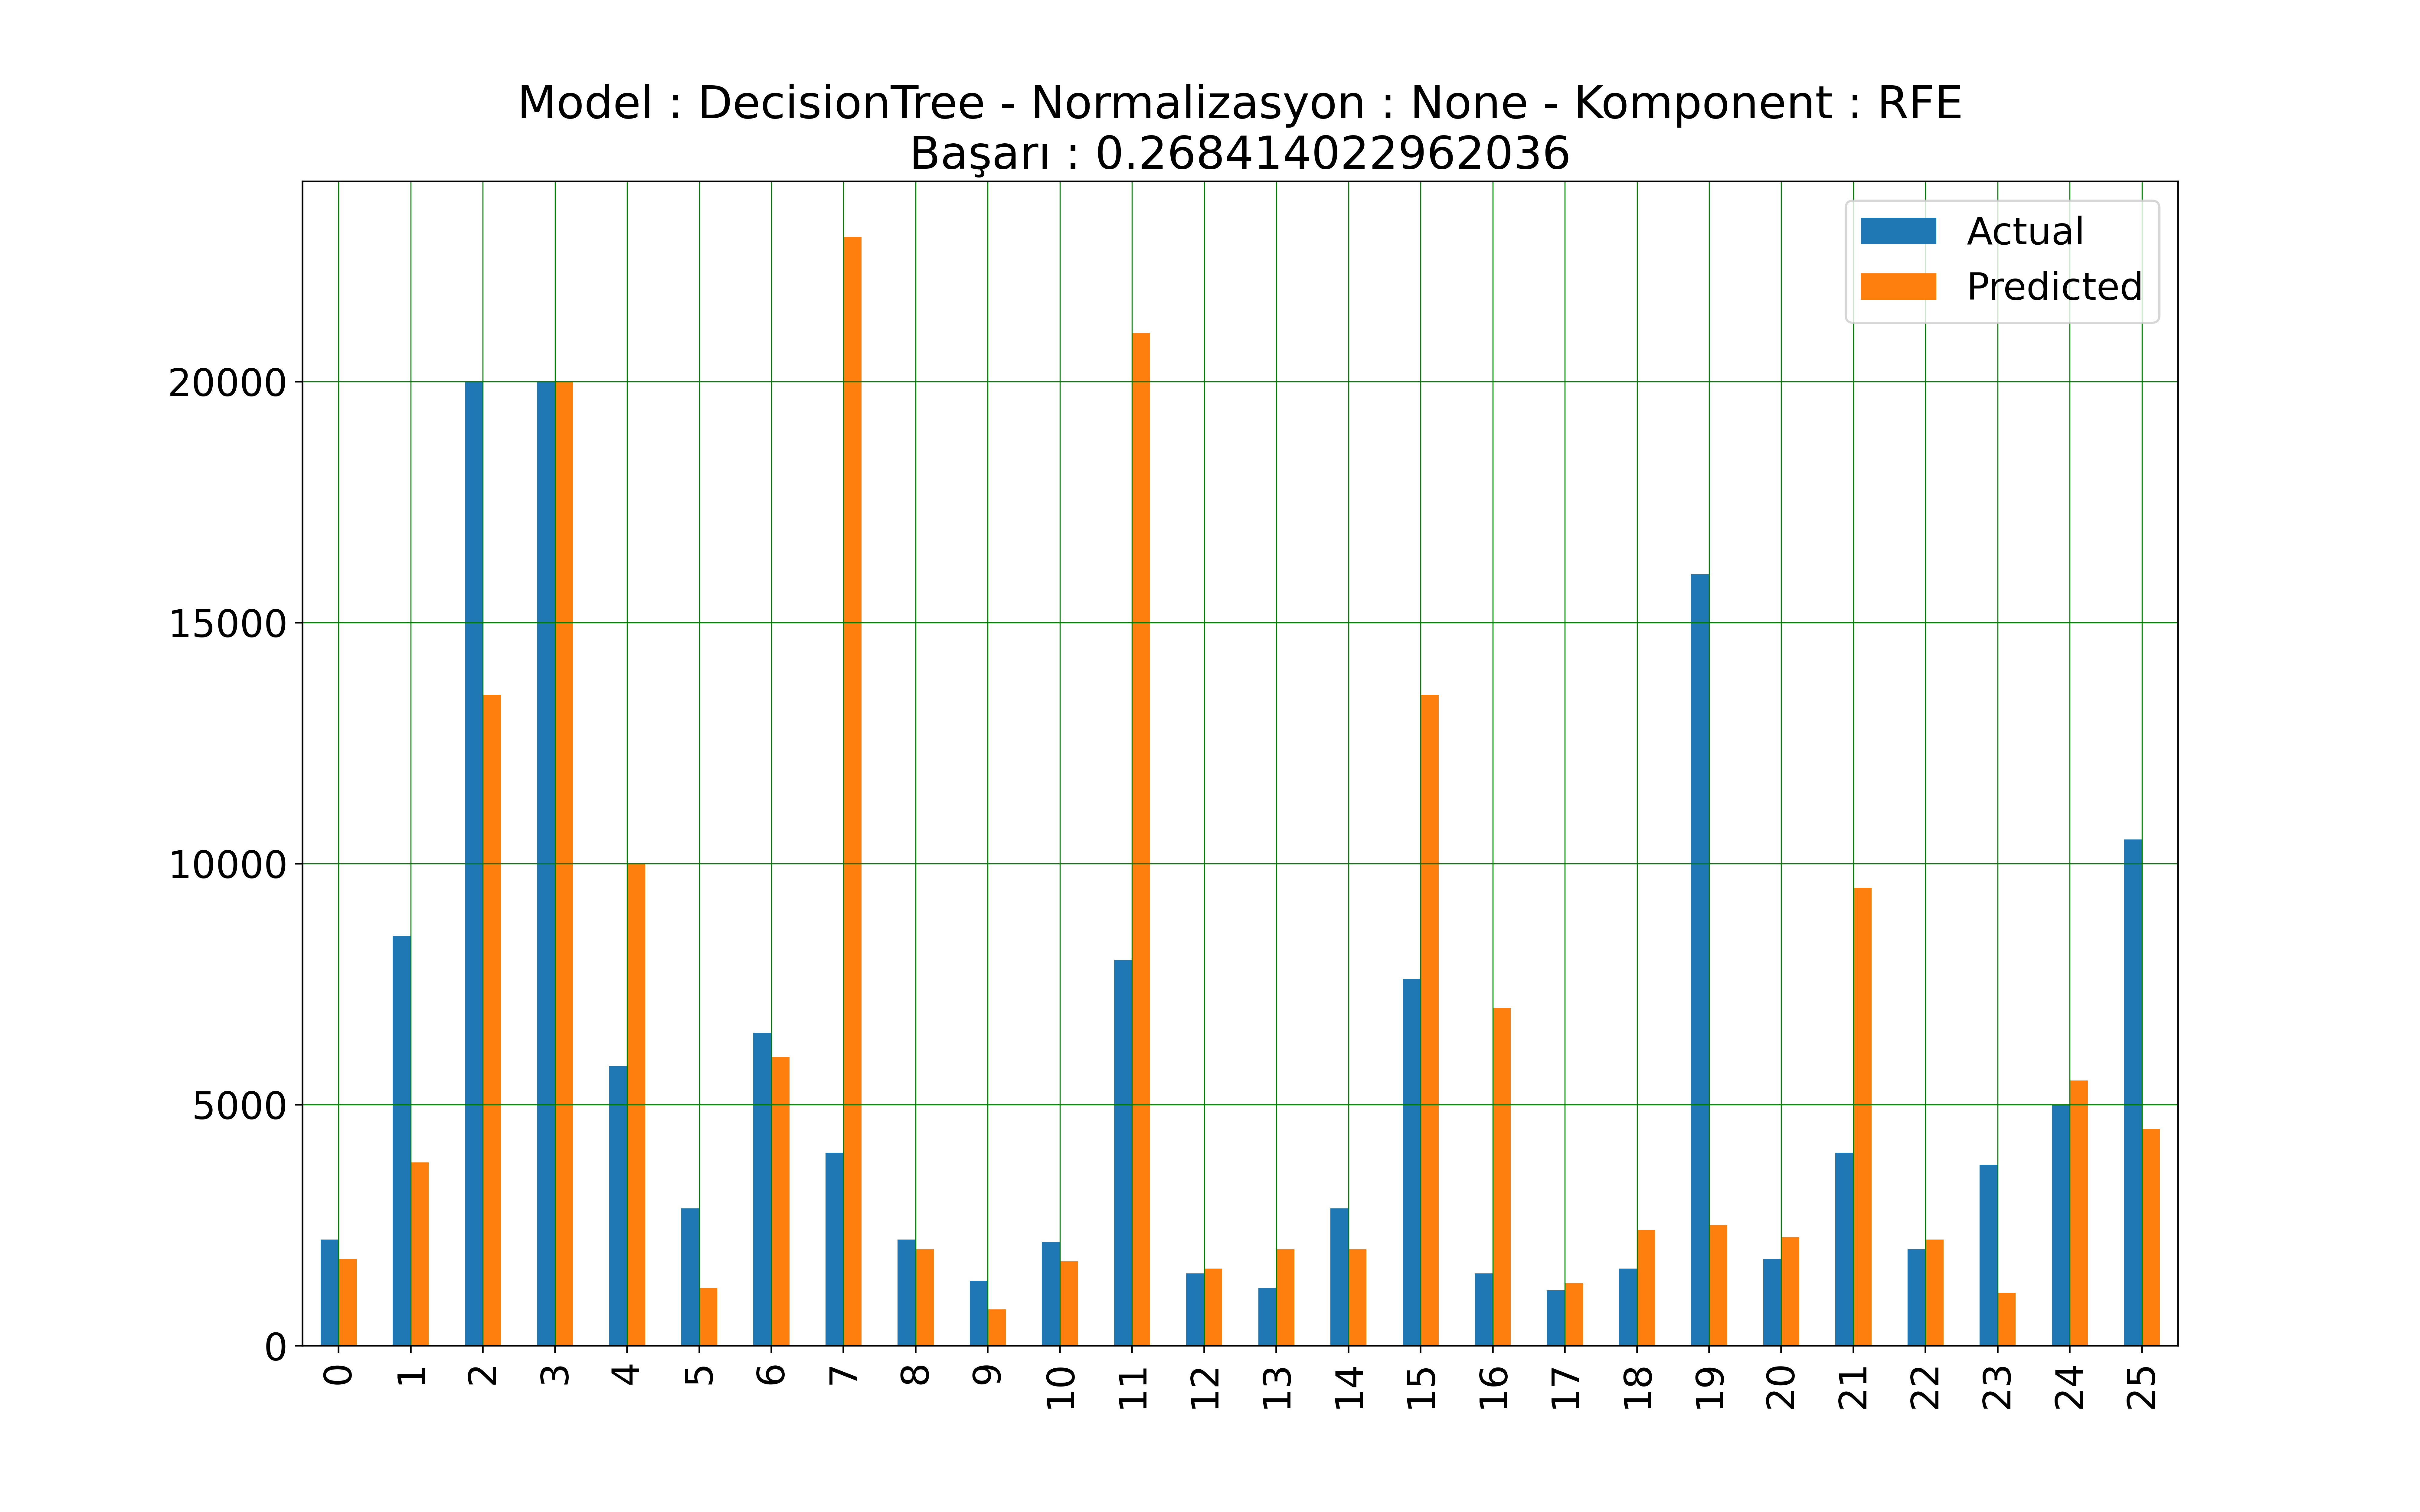 Model : DecisionTree - Normalizasyon : None - Komponent : RFE
Başarı : 0.268414022962036
Actual
Predicted
20000
15000
10000
5000
0
0 1 2 3 4 5 6 7 8 9 10 11 12 13 14 15 16 17 18 19 20 21 22 23 24 25